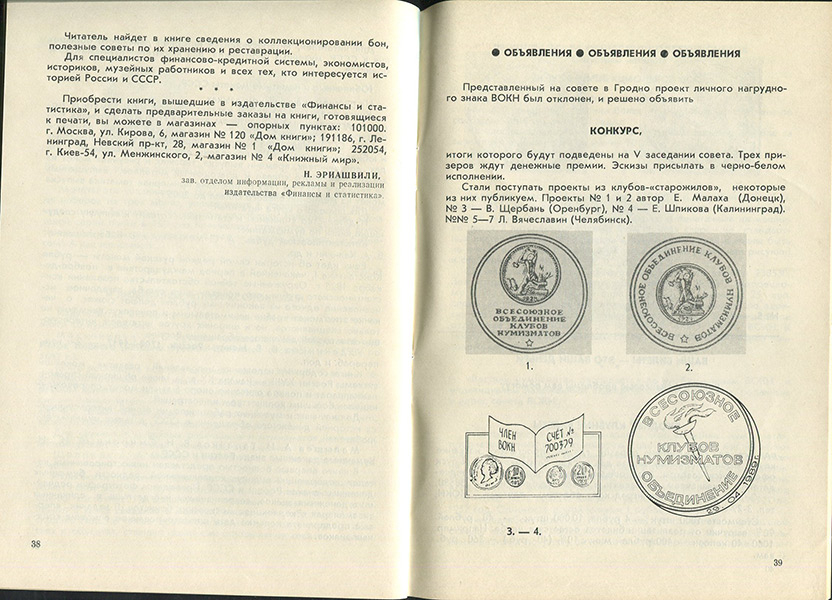 Читатель найдет в книге сведения о коллекционировании бон,
полезные советы по их хранению и реставрации.
Для специалистов финансово-кредитной системы, экономистов,
историков, музейных работников и всех тех, кто интересуется ис-
торией России и СССР.
* * *
Приобрести книги, вышедшие в издательстве «Финансы и ста-
тистика», и сделать предварительные заказы на книги, готовящиеся
к печати, вы можете в магазинах — опорных пунктах: 101000.
г. Москва, ул. Кирова, 6, магазин № 120 «Дом книги»; 191186, г. Ле-
нинград, Невский пр-кт, 28, магазин № 1 «Дом книги»; 252054,
г. Киев-54, ул. Менжинского, 2, магазин № 4 «Книжный мир».
Н. ЭРИАШВИЛИ,
зав. отделом информации, рекламы и реализации
издательства «Финансы и статистика».
38
● ОБЪЯВЛЕНИЯ ● ОБЪЯВЛЕНИЯ ● ОБЪЯВЛЕНИЯ
Представленный на совете в Гродно проект личного нагрудно-
го знака ВОКН был отклонен, и решено объявить
КОНКУРС,
итоги которого будут подведены на V заседании совета. Трех при-
зеров ждут денежные премии. Эскизы присылать в черно-белом
исполнении.
Стали поступать проекты из клубов-«старожилов», некоторые
из них публикуем. Проекты № 1 и 2 автор Е. Малаха (Донецк),
№ 3 — В. Щербань (Оренбург), № 4 — Е. Шпикова (Калининград).
№№ 5—7 Л. Вячеславин (Челябинск).
1924
ВСЕСОЮЗНОЕ
ОБЪЕДИНЕНИЕ
КЛУБОВ
НУМИЗМАТОВ
1.
ВСЕСОЮЗНОЕ ОБЪЕДИНЕНИЕ КЛУБОВ НУМИЗМАТОВ
2.
ЧЛЕН
ВОКН
СЧЕТ №
700379
ВСЕСОЮЗНОЕ
КЛУБОВ
НУМИЗМАТОВ
ОБЪЕДИНЕНИЕ
29.04.1989г.
3. — 4.
39